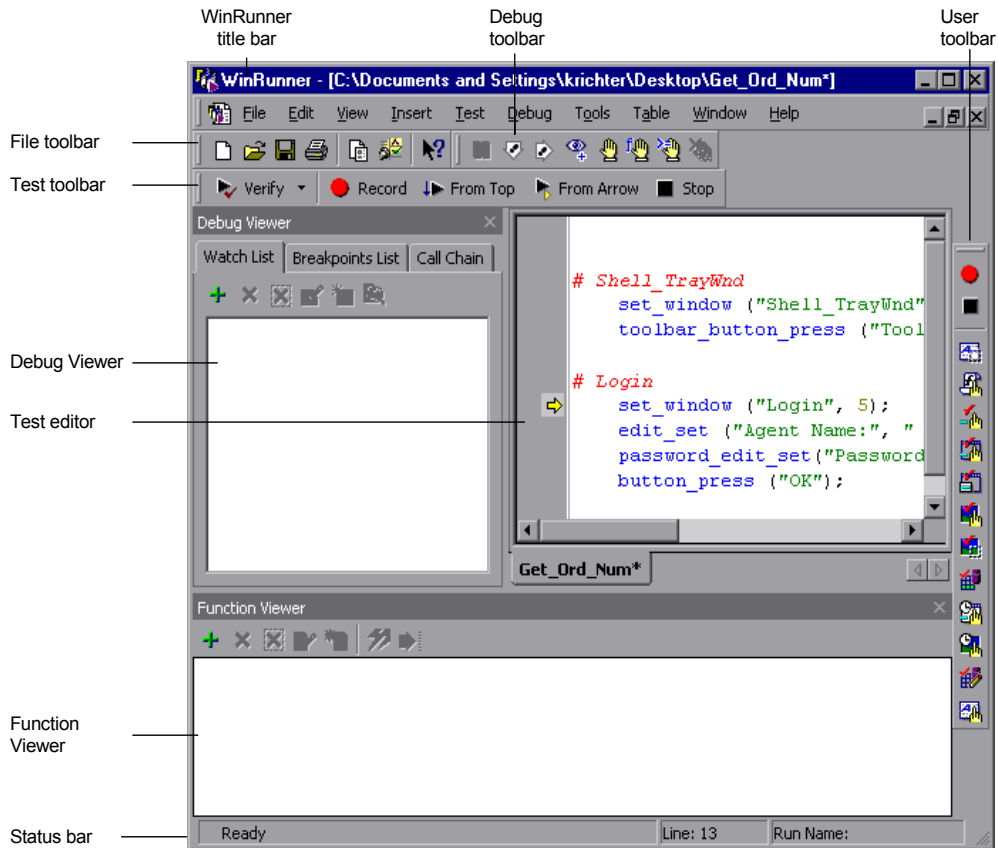 WinRunner
title bar
Debug
toolbar
User
toolbar
WinRunner - [C:\Documents and Settings\krichter\Desktop\Get_Ord_Num*]
File Edit View Insert Test Debug Tools Table Window Help
File toolbar
Test toolbar
Verify Record From Top From Arrow Stop
Debug Viewer
Watch List Breakpoints List Call Chain
# Shell_TrayWnd
set_window ("Shell_TrayWnd"
toolbar_button_press ("Tool
Debug Viewer
# Login
Test editor
set_window ("Login", 5);
edit_set ("Agent Name:", "
password_edit_set("Password
button_press ("OK");
Get_Ord_Num*
Function Viewer
Function
Viewer
Status bar
Ready Line: 13 Run Name: